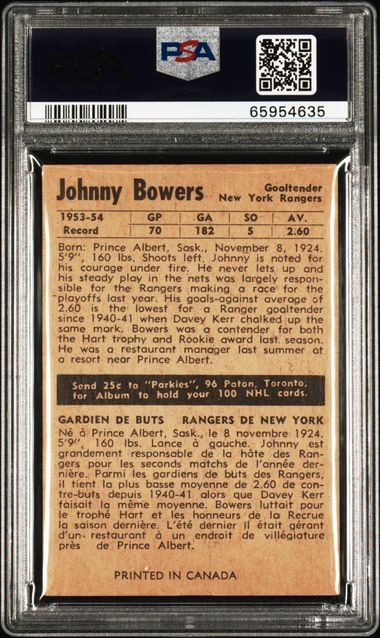 PSA
65954635
Johnny Bowers
Goaltender
New York Rangers
1953-54 GP GA SO AV.
Record 70 182 5 2.60
Born: Prince Albert, Sask., November 8, 1924.
5'9", 160 lbs. Shoots left, Johnny is noted for
his courage under fire. He never lets up and
his steady play in the nets was largely respon-
sible for the Rangers making a race for the
playoffs last year. His goals-against average of
2.60 is the lowest for a Ranger goaltender
since 1940-41 when Davey Kerr chalked up the
same mark. Bowers was a contender for both
the Hart trophy and Rookie award last season.
He was a restaurant manager last summer at
a resort near Prince Albert.
Send 25c to "Parkies", 96 Paton, Toronto,
for Album to hold your 100 NHL cards.
GARDIEN DE BUTS RANGERS DE NEW YORK
Né à Prince Albert, Sask., le 8 novembre 1924.
5'9", 160 lbs. Lance à gauche. Johnny est
grandement responsable de la hâte des Ran-
gers pour les seconds matchs de l'année der-
nière. Parmi les gardiens de buts des Rangers,
il tient la plus basse moyenne de 2.60 de con-
tre-buts depuis 1940-41 alors que Davey Kerr
faisait la même moyenne. Bowers luttait pour
le trophé Hart et les honneurs de la Recrue
la saison dernière. L'été dernier il était gérant
d'un restaurant à un endroit de villégiature
près de Prince Albert.
PRINTED IN CANADA